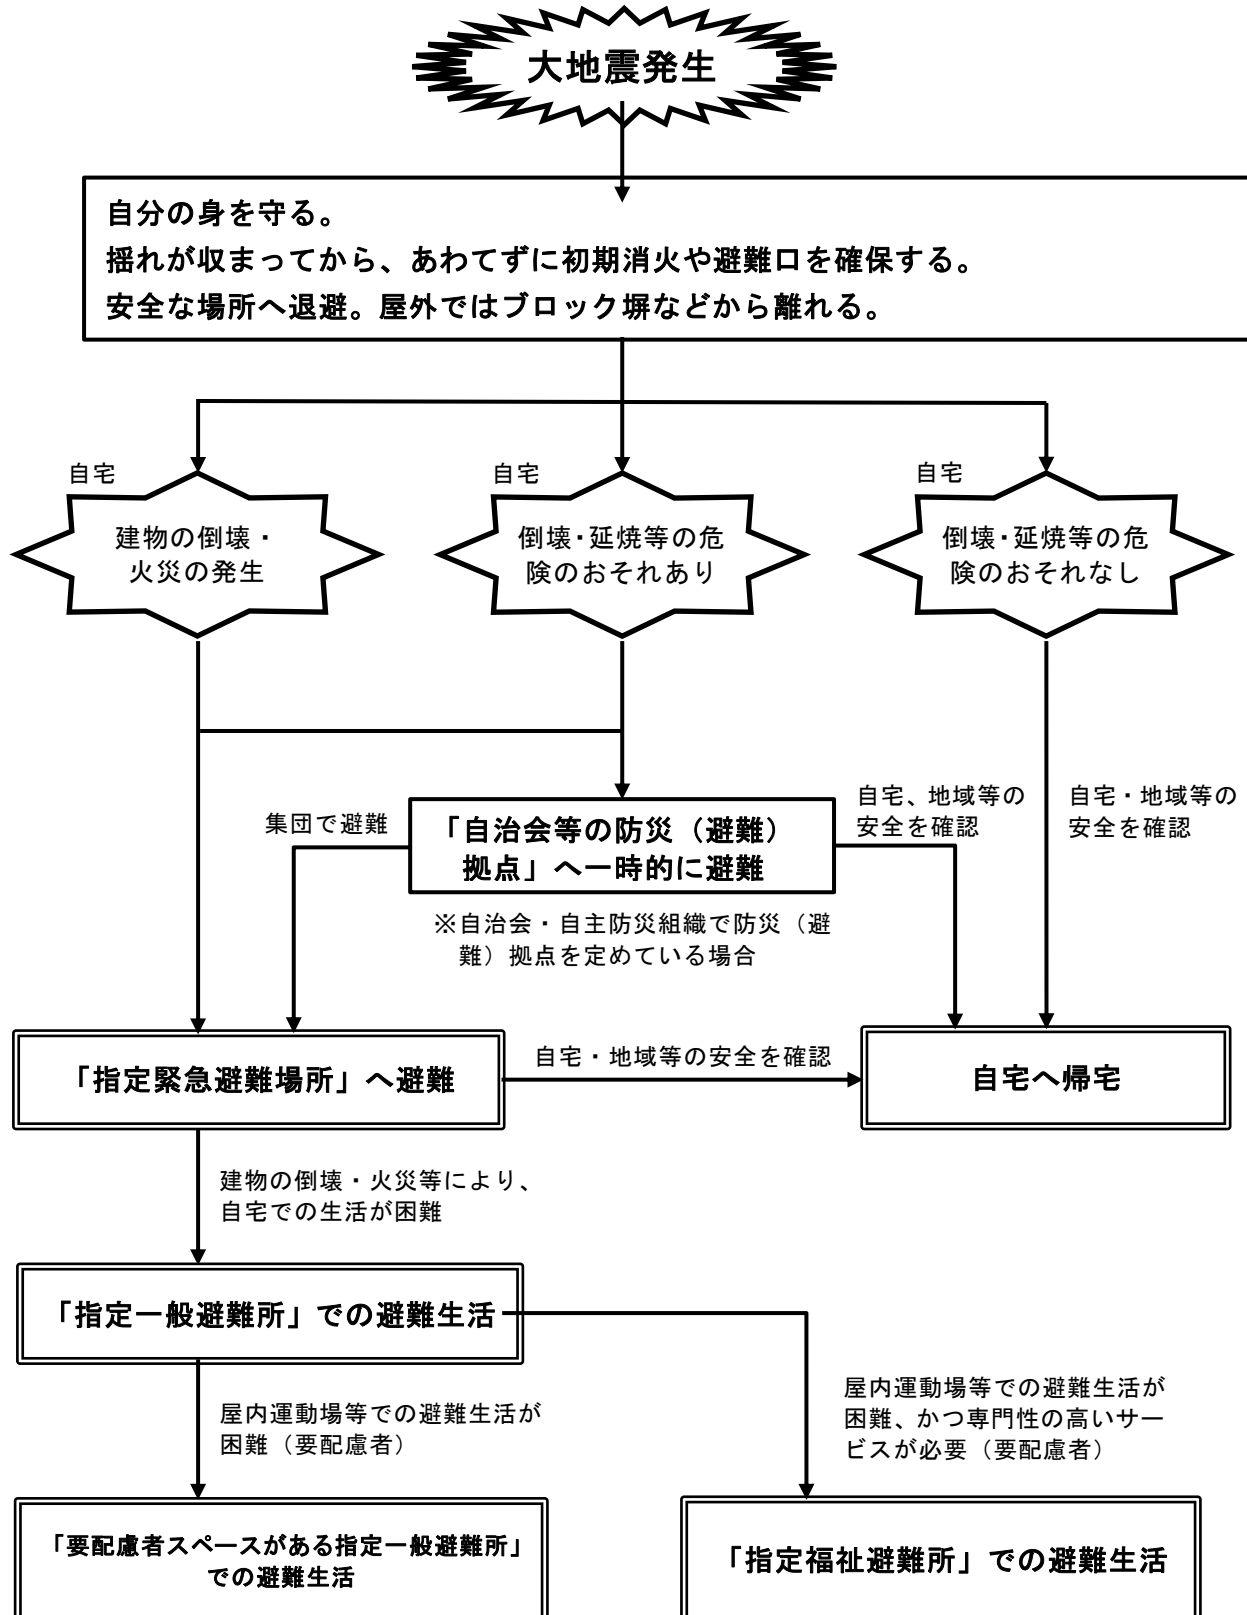 大地震発生
自分の身を守る。
揺れが収まってから、あわてずに初期消火や避難口を確保する。
安全な場所へ退避。屋外ではブロック塀などから離れる。
自宅
建物の倒壊・
火災の発生
自宅
倒壊・延焼等の危
険のおそれあり
自宅
倒壊・延焼等の危
険のおそれなし
集団で避難
「自治会等の防災（避難）
拠点」へ一時的に避難
自宅、地域等の
安全を確認
自宅・地域等の
安全を確認
※自治会・自主防災組織で防災（避
難）拠点を定めている場合
「指定緊急避難場所」へ避難
自宅・地域等の安全を確認
自宅へ帰宅
建物の倒壊・火災等により、
自宅での生活が困難
「指定一般避難所」での避難生活
屋内運動場等での避難生活が
困難（要配慮者）
屋内運動場等での避難生活が
困難、かつ専門性の高いサー
ビスが必要（要配慮者）
「要配慮者スペースがある指定一般避難所」
での避難生活
「指定福祉避難所」での避難生活